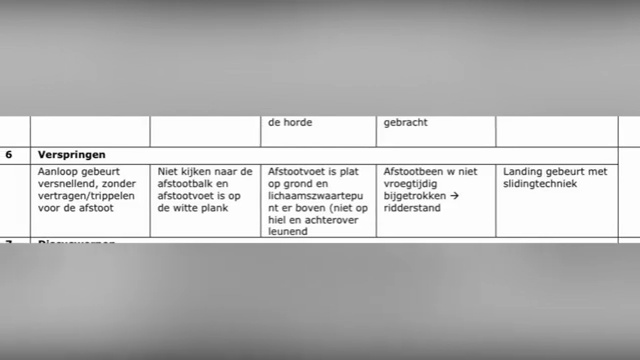 de horde
gebracht
6 Verspringen
Aanloop gebeurt
versnellend, zonder
vertragen/trippelen
voor de afstoot
Niet kijken naar de
afstootbalk en
afstootvoet is op
de witte plank
Afstootvoet is plat
op grond en
lichaamszwaartepu
nt er boven (niet op
hiel en achterover
leunend
Afstootbeen w niet
vroegtijdig
bijgetrokken →
ridderstand
Landing gebeurt met
slidingtechniek